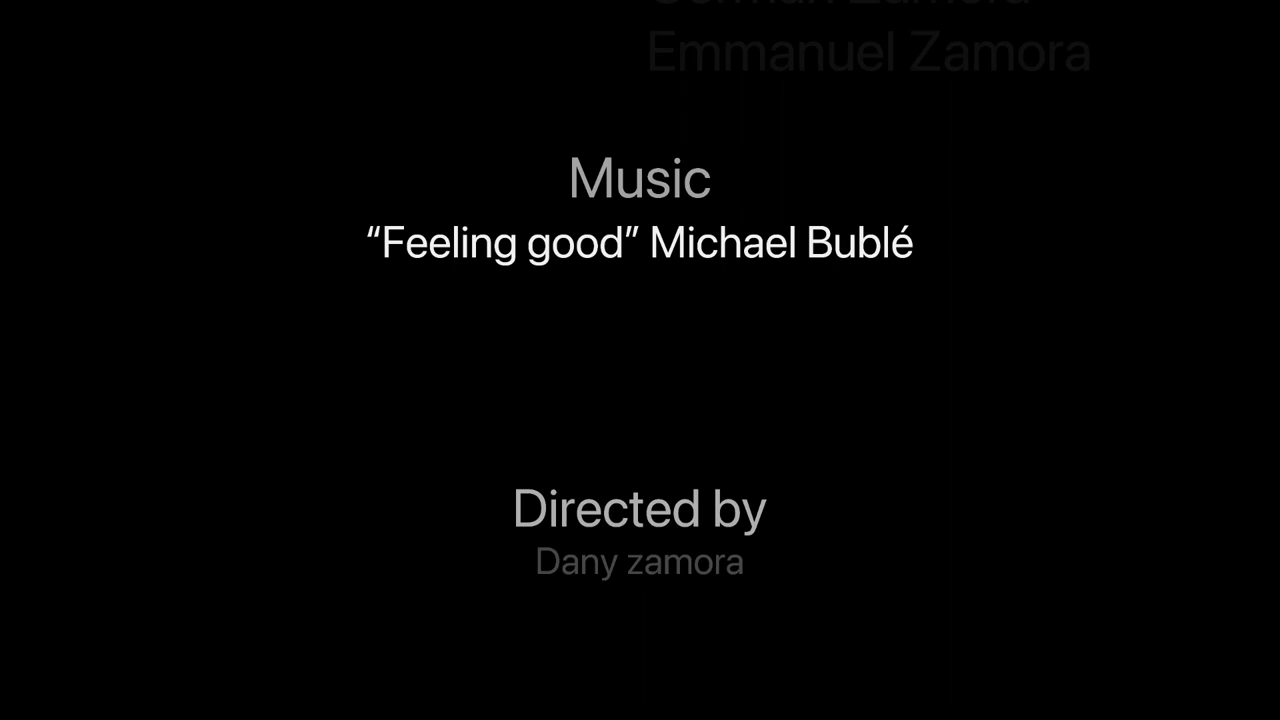 Emmanuel Zamora
Music
“Feeling good” Michael Bublé
Directed by
Dany zamora